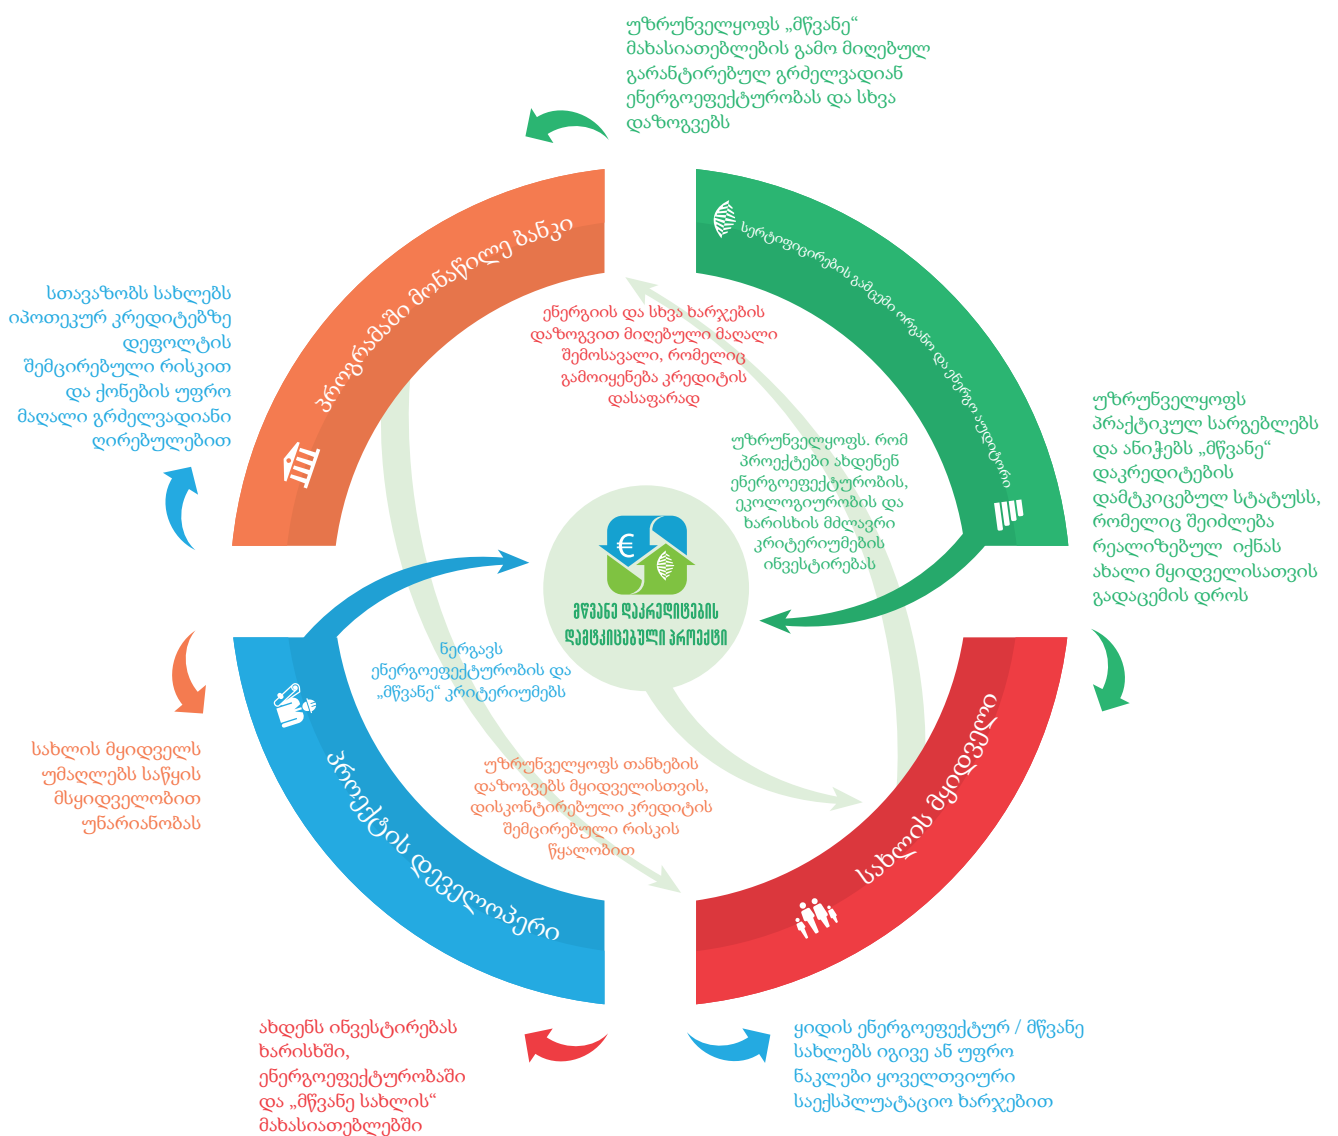 უზრუნველყოფს „მწვანე“
მახასიათებლების გამო მიღებულ
გარანტირებულ გრძელვადიან
ენერგოეფექტურობას და სხვა
დაზოგვებს
პროგრამაში მონაწილე ბანკი
სერტიფიცირების გამცემი ორგანო და ენერგო აუდიტორი
სთავაზობს სახლებს
იპოთეკურ კრედიტებზე
დეფოლტის
შემცირებული რისკით
და ქონების უფრო
მაღალი გრძელვადიანი
ღირებულებით
ენერგიის და სხვა ხარჯების
დაზოგვით მიღებული მაღალი
შემოსავალი, რომელიც
გამოიყენება კრედიტის
დასაფარად
უზრუნველყოფს
პრაქტიკულ სარგებლებს
და ანიჭებს „მწვანე“
დაკრედიტების
დამტკიცებულ სტატუსს,
რომელიც შეიძლება
რეალიზებულ იქნას
ახალი მყიდველისათვის
გადაცემის დროს
უზრუნველყოფს. რომ
პროექტები ახდენენ
ენერგოეფექტურობის,
ეკოლოგიურობის და
ხარისხის მძლავრი
კრიტერიუმების
ინვესტირებას
€
მწვანე დაკრედიტების
დამტკიცებული პროექტი
ნერგავს
ენერგოეფექტურობის და
„მწვანე“ კრიტერიუმებს
სახლის მყიდველს
უმაღლებს საწყის
მსყიდველობით
უნარიანობას
უზრუნველყოფს თანხების
დაზოგვებს მყიდველისთვის,
დისკონტირებული კრედიტის
შემცირებული რისკის
წყალობით
პროექტის დეველოპერი
სახლის მყიდველი
ახდენს ინვესტირებას
ხარისხში,
ენერგოეფექტურობაში
და „მწვანე სახლის“
მახასიათებლებში
ყიდის ენერგოეფექტურ / მწვანე
სახლებს იგივე ან უფრო
ნაკლები ყოველთვიური
საექსპლუატაციო ხარჯებით